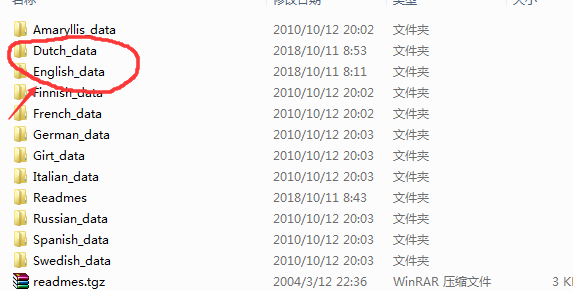 名称 修改日期 类型 大小
Amaryllis_data 2010/10/12 20:02 文件夹
Dutch_data 2018/10/11 8:53 文件夹
English_data 2018/10/11 8:11 文件夹
Finnish_data 2010/10/12 20:02 文件夹
French_data 2010/10/12 20:02 文件夹
German_data 2010/10/12 20:03 文件夹
Girt_data 2010/10/12 20:03 文件夹
Italian_data 2010/10/12 20:03 文件夹
Readmes 2018/10/11 8:43 文件夹
Russian_data 2010/10/12 20:03 文件夹
Spanish_data 2010/10/12 20:03 文件夹
Swedish_data 2010/10/12 20:03 文件夹
readmes.tgz 2004/3/12 22:36 WinRAR 压缩文件 3 K